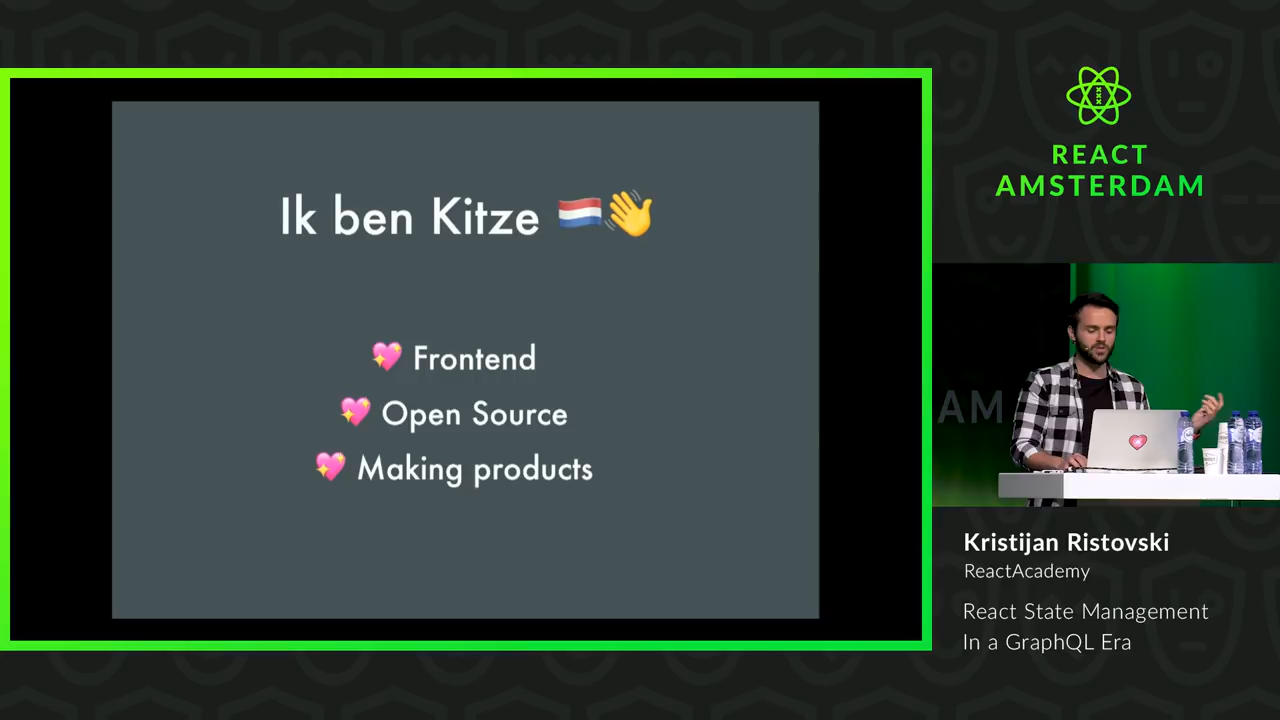 Ik ben Kitze 🇳🇱👋
💖 Frontend
💖 Open Source
💖 Making products
REACT
AMSTERDAM
AM
Kristijan Ristovski
ReactAcademy
React State Management
In a GraphQL Era